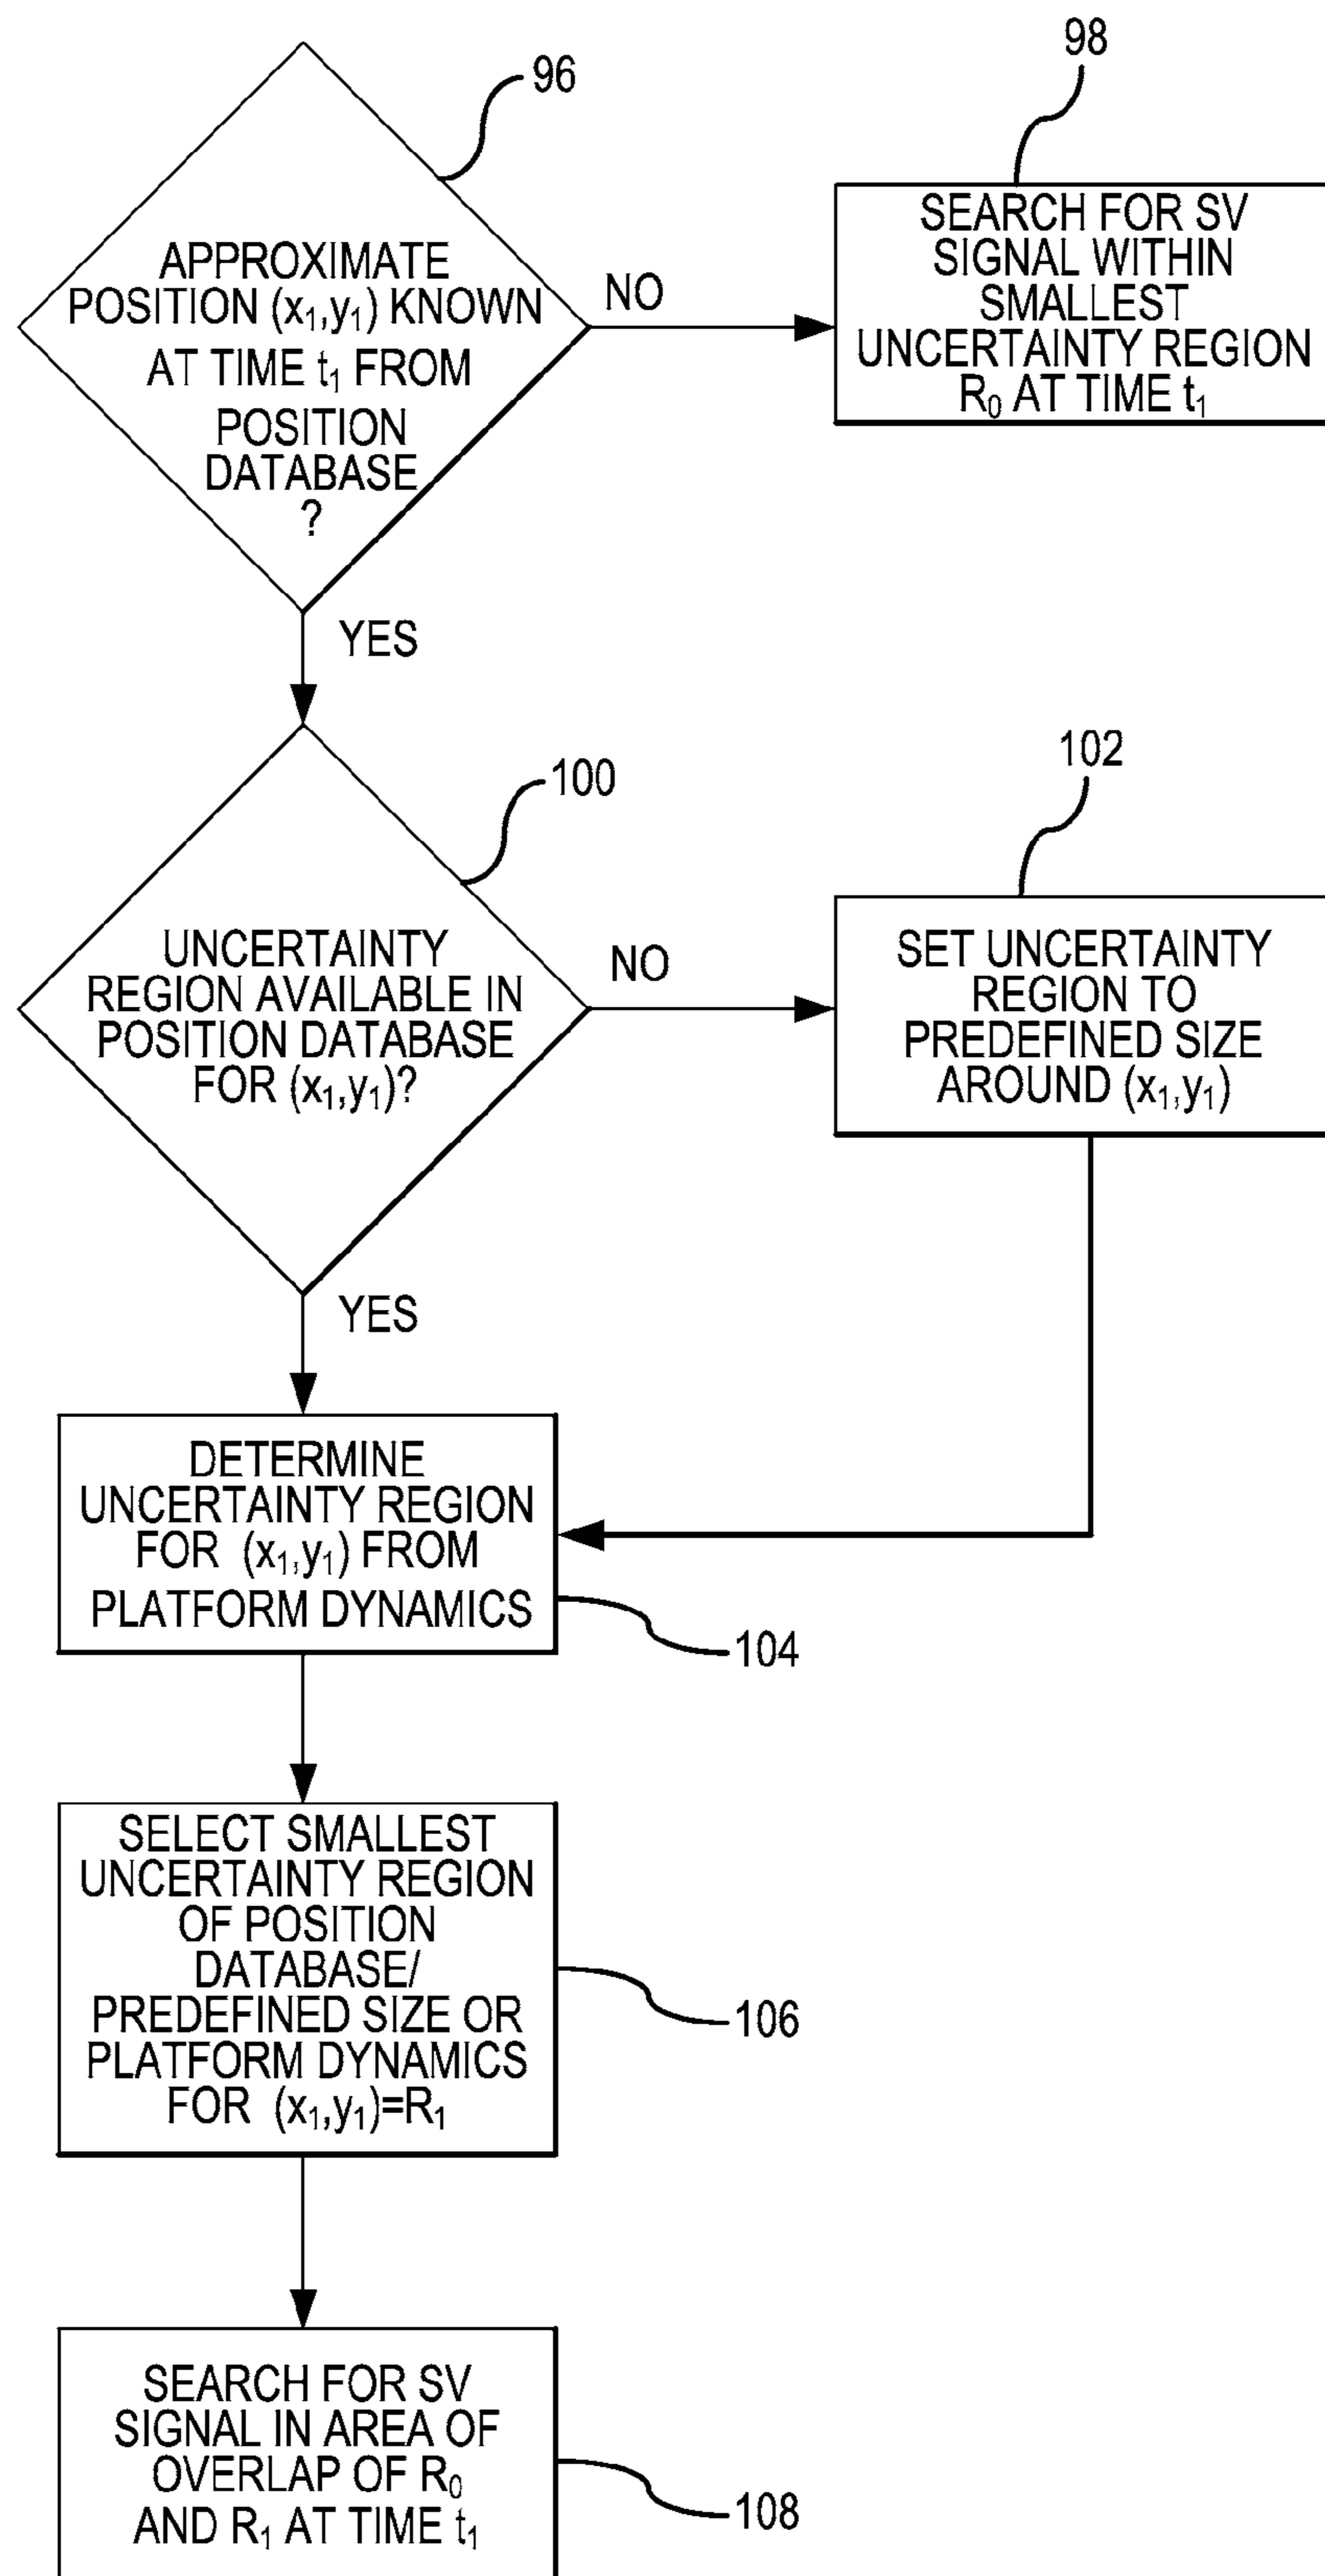 96
98
APPROXIMATE
POSITION (x₁,y₁) KNOWN
AT TIME t₁ FROM
POSITION
DATABASE
?
NO
SEARCH FOR SV
SIGNAL WITHIN
SMALLEST
UNCERTAINTY REGION
R₀ AT TIME t₁
YES
100
102
UNCERTAINTY
REGION AVAILABLE IN
POSITION DATABASE
FOR (x₁,y₁)?
NO
SET UNCERTAINTY
REGION TO
PREDEFINED SIZE
AROUND (x₁,y₁)
YES
DETERMINE
UNCERTAINTY REGION
FOR (x₁,y₁) FROM
PLATFORM DYNAMICS
104
SELECT SMALLEST
UNCERTAINTY REGION
OF POSITION
DATABASE/
PREDEFINED SIZE OR
PLATFORM DYNAMICS
FOR (x₁,y₁)=R₁
106
SEARCH FOR SV
SIGNAL IN AREA OF
OVERLAP OF R₀
AND R₁ AT TIME t₁
108